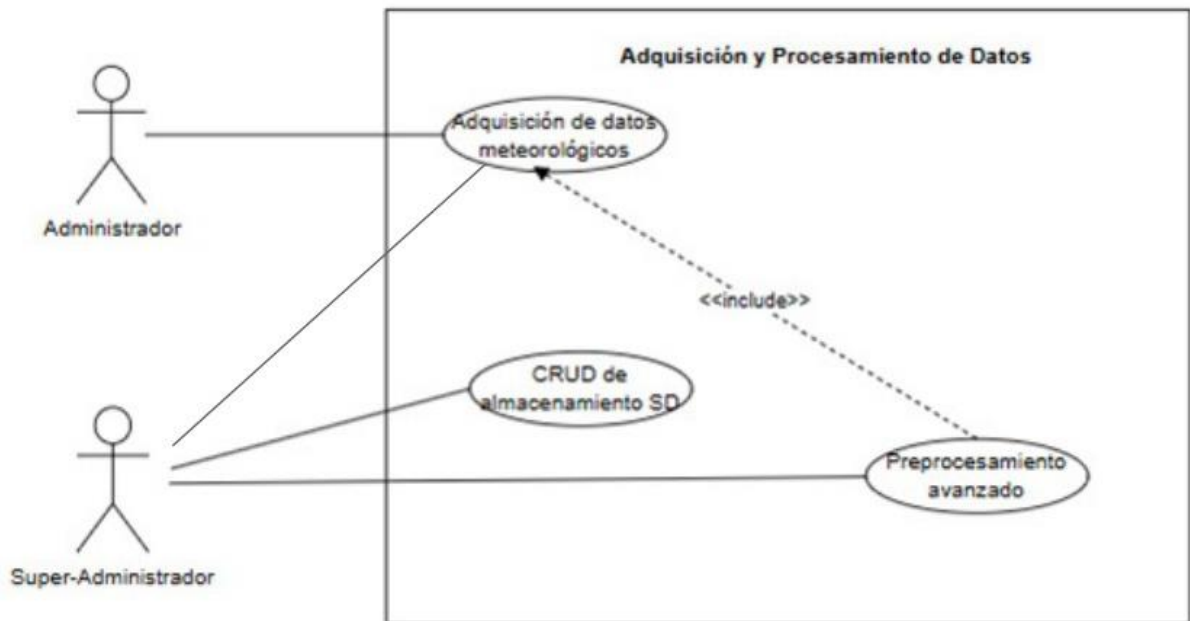 Adquisición y Procesamiento de Datos
Adquisición de datos
meteorológicos
Administrador
<<include>>
CRUD de
almacenamiento SD
Preprocesamiento
avanzado
Super-Administrador